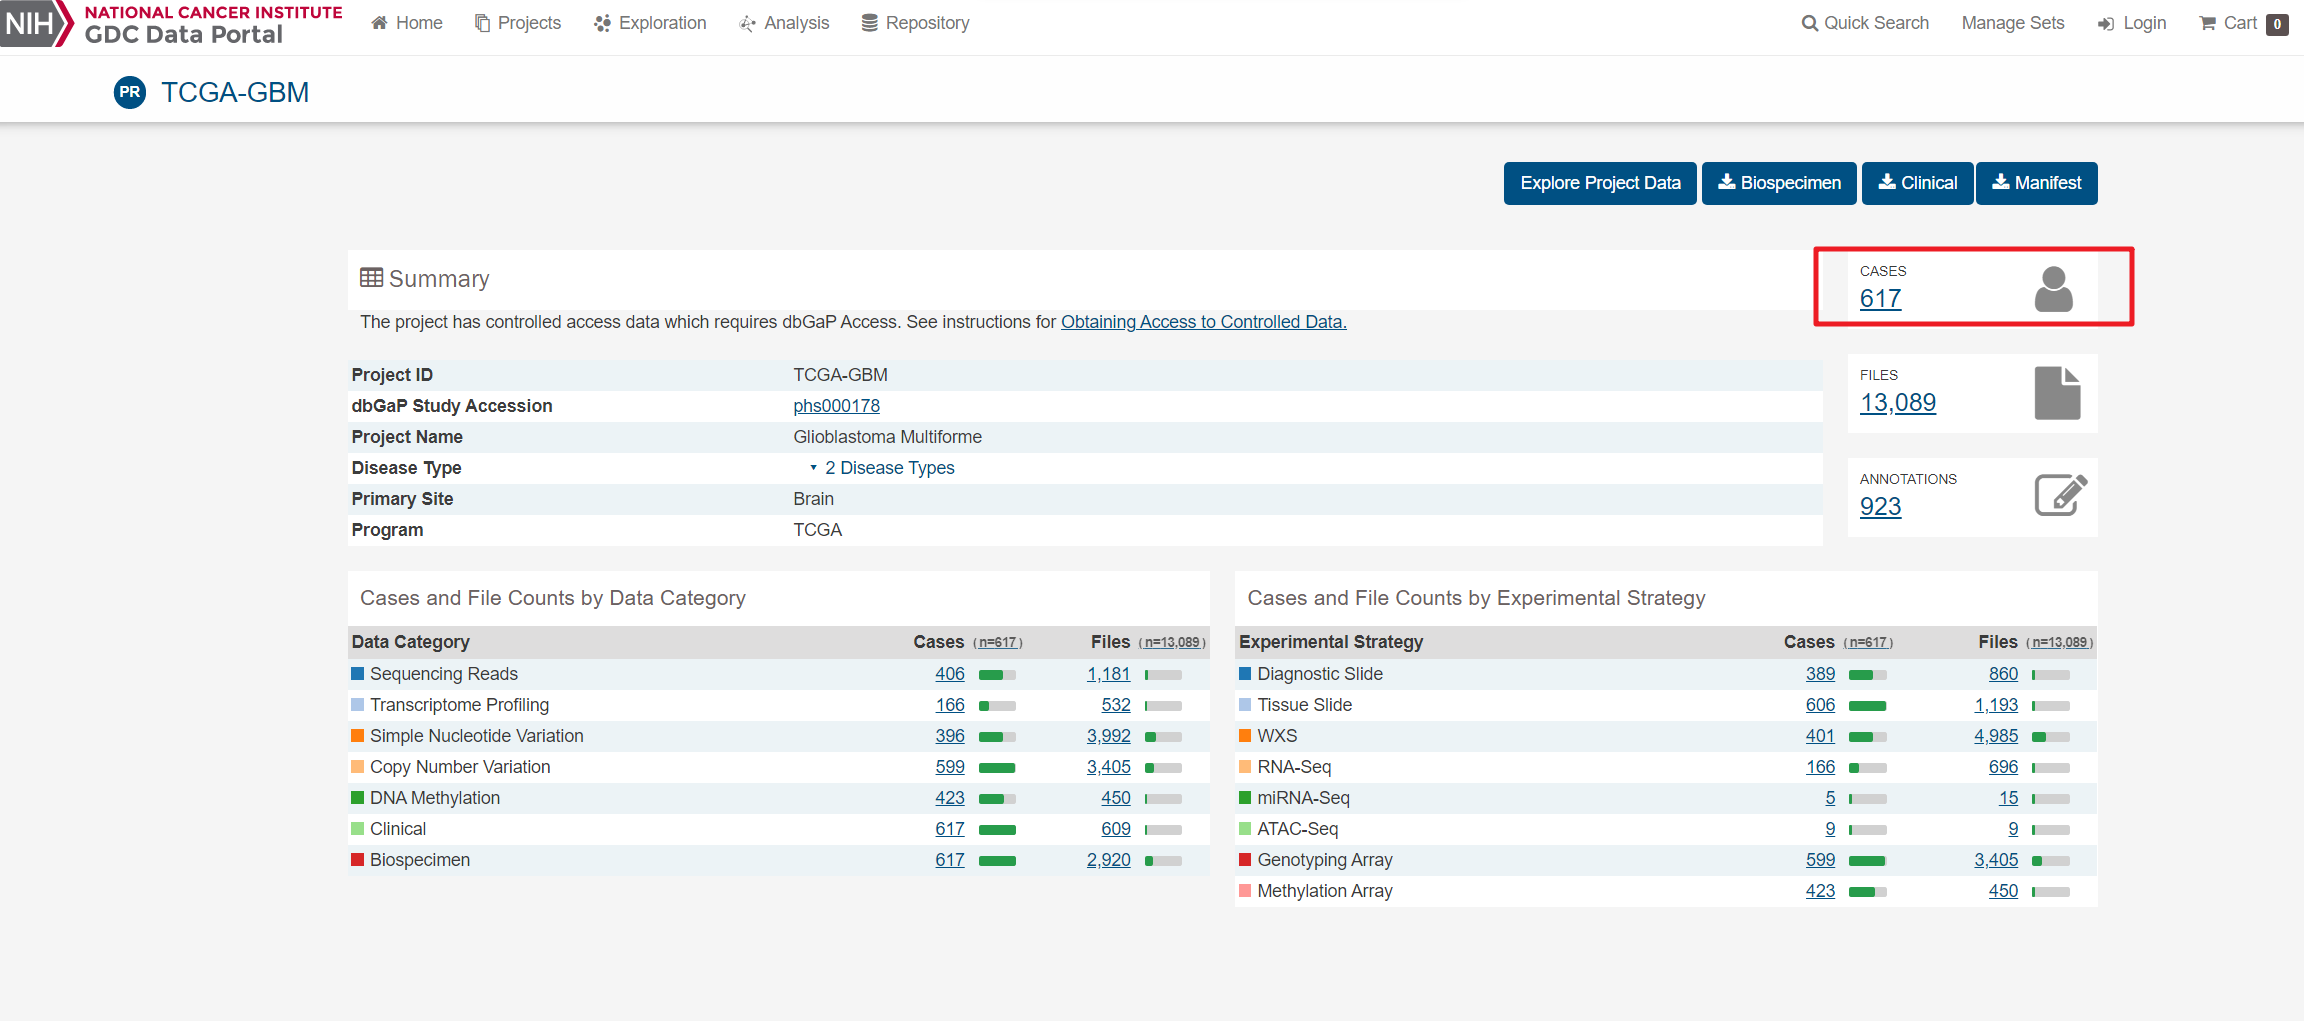 NIH NATIONAL CANCER INSTITUTE
GDC Data Portal
Home Projects Exploration Analysis Repository
Quick Search Manage Sets Login Cart 0
PR TCGA-GBM
Explore Project Data Biospecimen Clinical Manifest
Summary
The project has controlled access data which requires dbGaP Access. See instructions for Obtaining Access to Controlled Data.
Project ID TCGA-GBM
dbGaP Study Accession phs000178
Project Name Glioblastoma Multiforme
Disease Type 2 Disease Types
Primary Site Brain
Program TCGA
CASES
617
FILES
13,089
ANNOTATIONS
923
Cases and File Counts by Data Category
Data Category Cases (n=617) Files (n=13,089)
Sequencing Reads 406 1,181
Transcriptome Profiling 166 532
Simple Nucleotide Variation 396 3,992
Copy Number Variation 599 3,405
DNA Methylation 423 450
Clinical 617 609
Biospecimen 617 2,920
Cases and File Counts by Experimental Strategy
Experimental Strategy Cases (n=617) Files (n=13,089)
Diagnostic Slide 389 860
Tissue Slide 606 1,193
WXS 401 4,985
RNA-Seq 166 696
miRNA-Seq 5 15
ATAC-Seq 9 9
Genotyping Array 599 3,405
Methylation Array 423 450